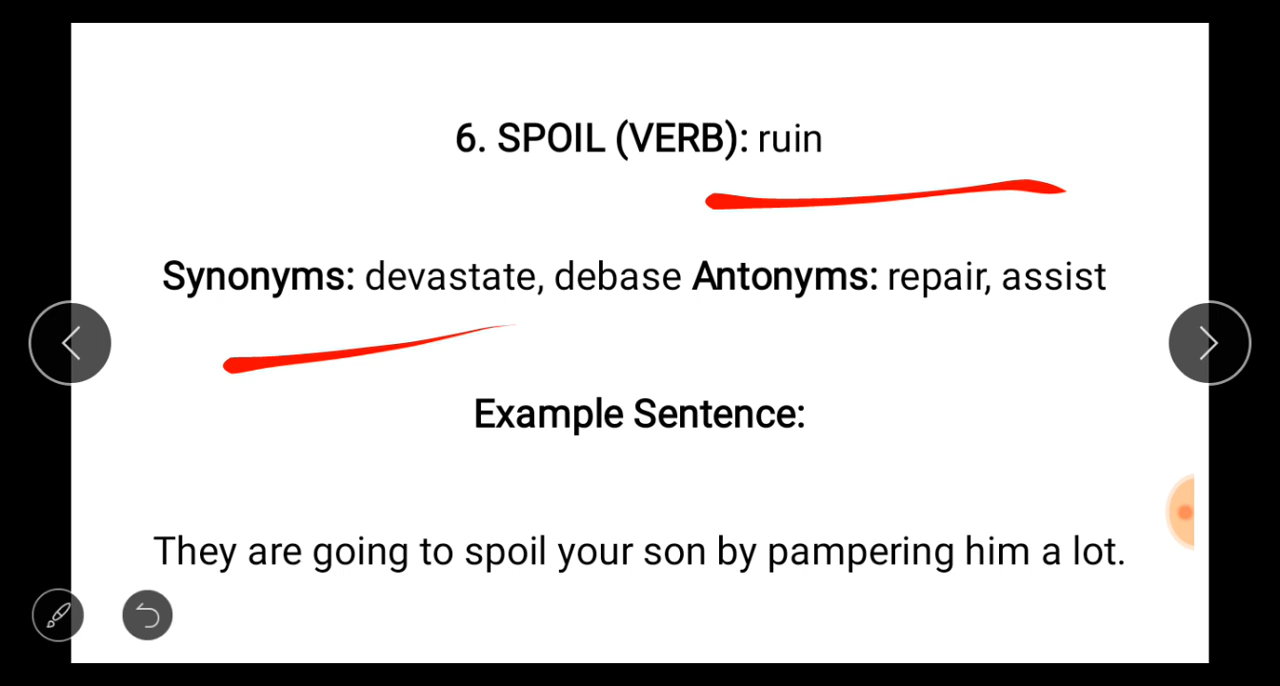 6. SPOIL (VERB): ruin
Synonyms: devastate, debase Antonyms: repair, assist
Example Sentence:
They are going to spoil your son by pampering him a lot.